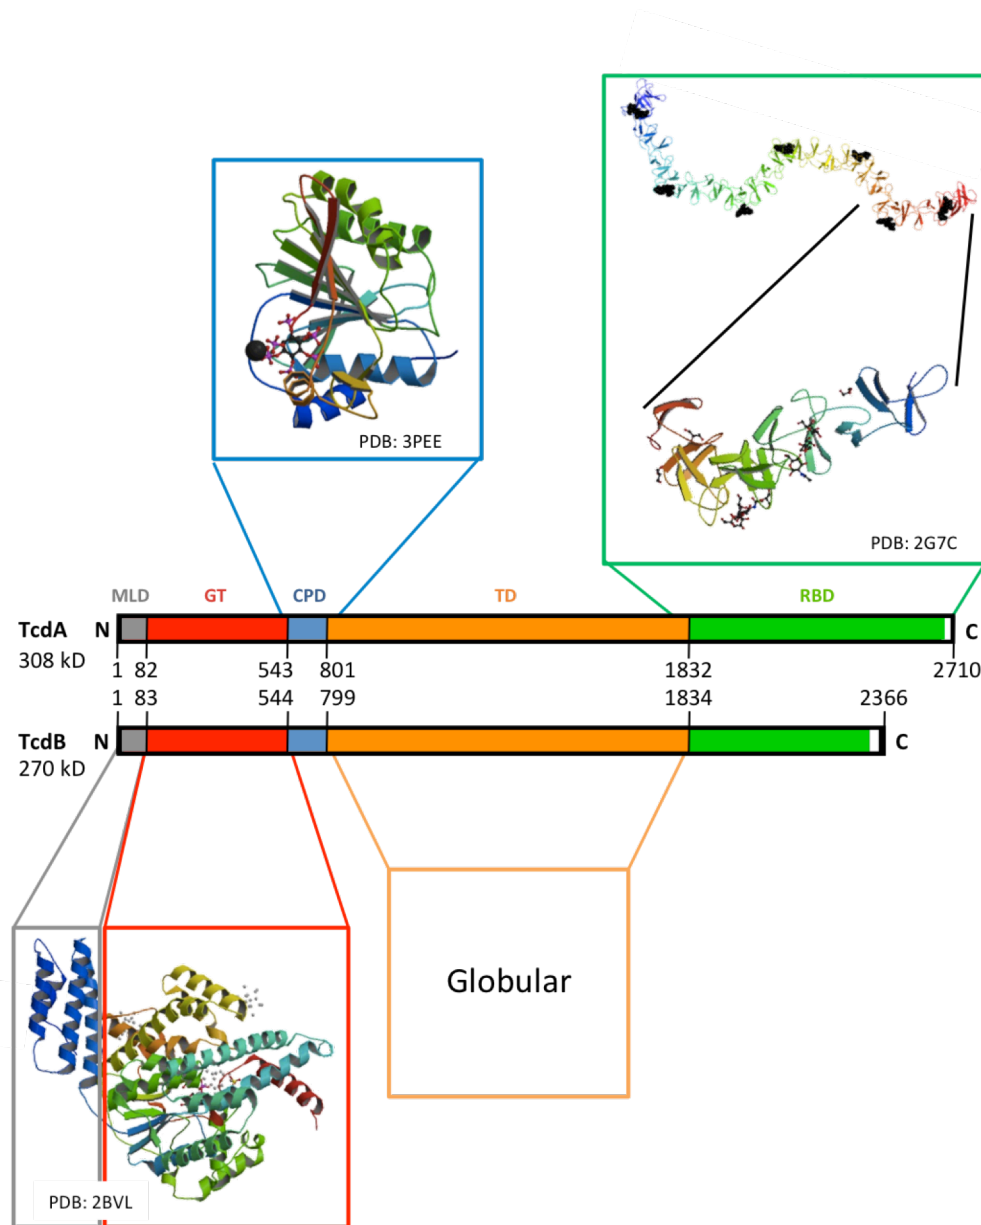 PDB: 3PEE
PDB: 2G7C
MLD GT CPD TD RBD
TcdA N C
308 kD
1 82 543 801 1832 2710
1 83 544 799 1834 2366
TcdB N C
270 kD
Globular
PDB: 2BVL